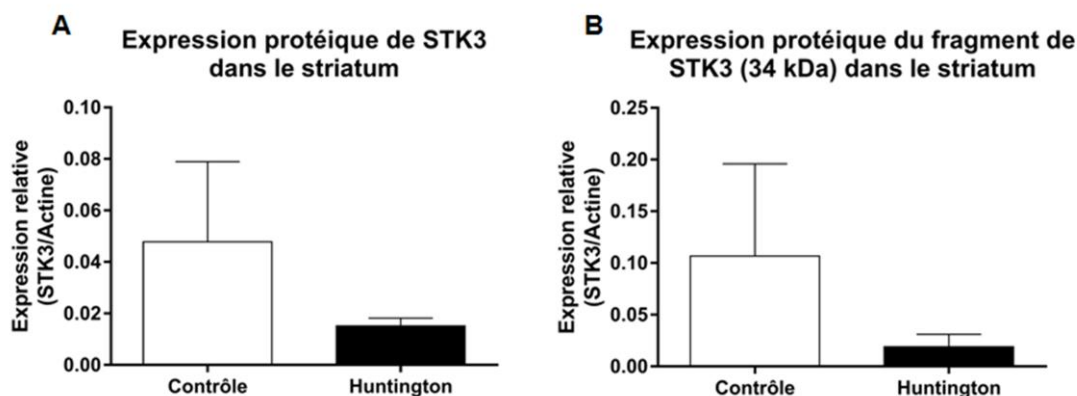 A
Expression protéique de STK3
dans le striatum
Expression relative
(STK3/Actine)
0.10
0.08
0.06
0.04
0.02
0.00
Contrôle
Huntington
B
Expression protéique du fragment de
STK3 (34 kDa) dans le striatum
Expression relative
(STK3/Actine)
0.25
0.20
0.15
0.10
0.05
0.00
Contrôle
Huntington